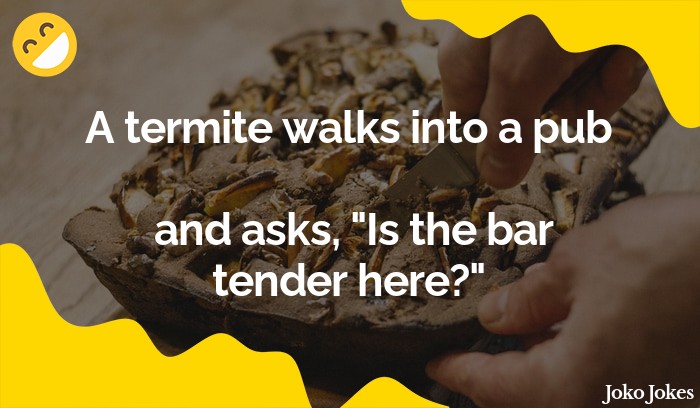 A termite walks into a pub
and asks, "Is the bar
tender here?"
Joko Jokes